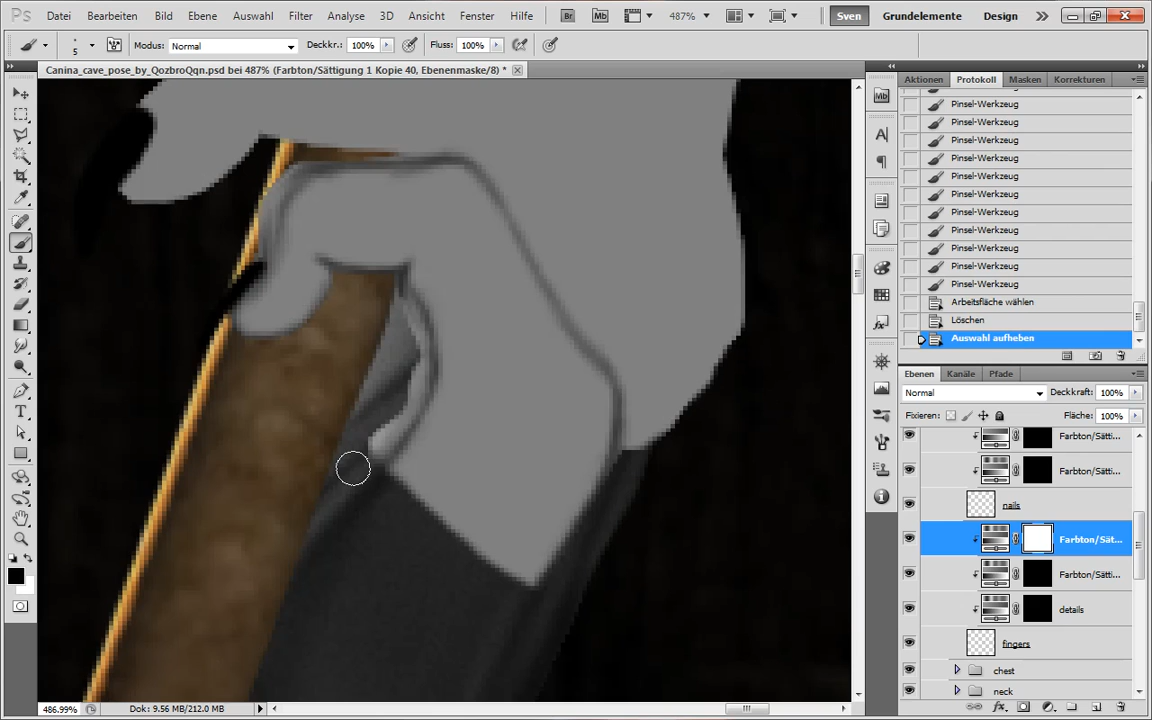 Ps Datei Bearbeiten Bild Ebene Auswahl Filter Analyse 3D Ansicht Fenster Hilfe Br Mb 487% Sven Grundelemente Design
5 Modus: Normal Deckkr.: 100% Fluss: 100%
Canina_cave_pose_by_QozbroQqn.psd bei 487% (Farbton/Sättigung 1 Kopie 40, Ebenenmaske/8) *
Aktionen Protokoll Masken Korrekturen
Pinsel-Werkzeug
Pinsel-Werkzeug
Pinsel-Werkzeug
Pinsel-Werkzeug
Pinsel-Werkzeug
Pinsel-Werkzeug
Pinsel-Werkzeug
Pinsel-Werkzeug
Pinsel-Werkzeug
Pinsel-Werkzeug
Pinsel-Werkzeug
Arbeitsfläche wählen
Löschen
Auswahl aufheben
Ebenen Kanäle Pfade
Normal Deckkraft: 100%
Fixieren: Fläche: 100%
Farbton/Sätti...
Farbton/Sätti...
nails
Farbton/Sät...
Farbton/Sätti...
details
fingers
chest
neck
486.99% Dok: 9.56 MB/212.0 MB